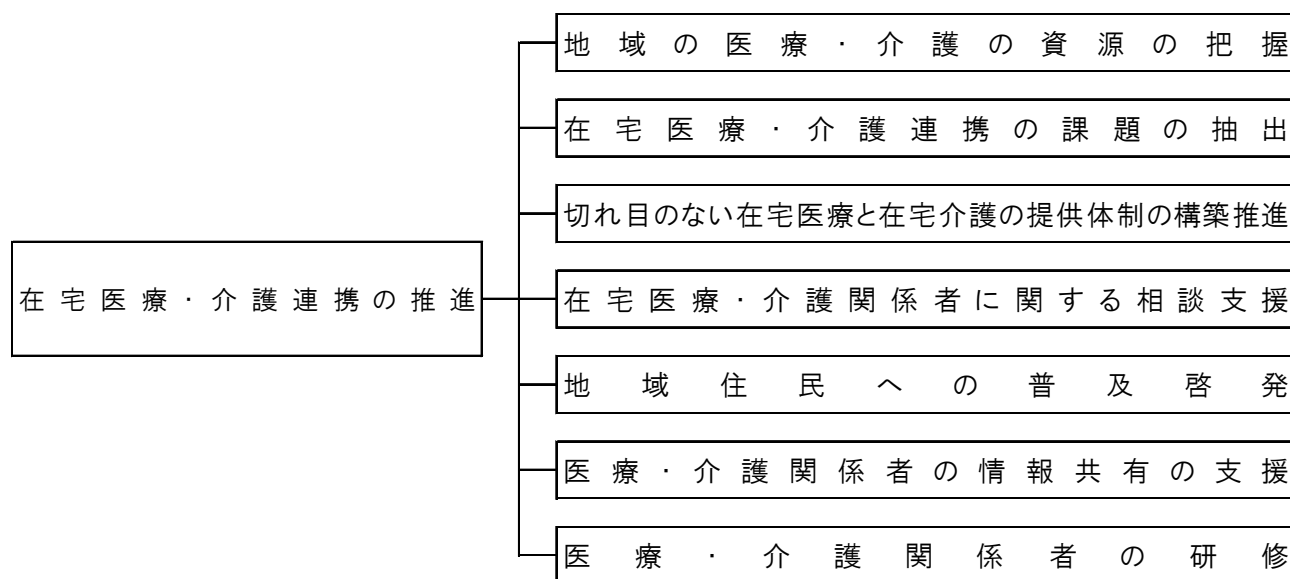 地域の医療・介護の資源の把握
在宅医療・介護連携の課題の抽出
切れ目のない在宅医療と在宅介護の提供体制の構築推進
在宅医療・介護連携の推進
在宅医療・介護関係者に関する相談支援
地域住民への普及啓発
医療・介護関係者の情報共有の支援
医療・介護関係者の研修